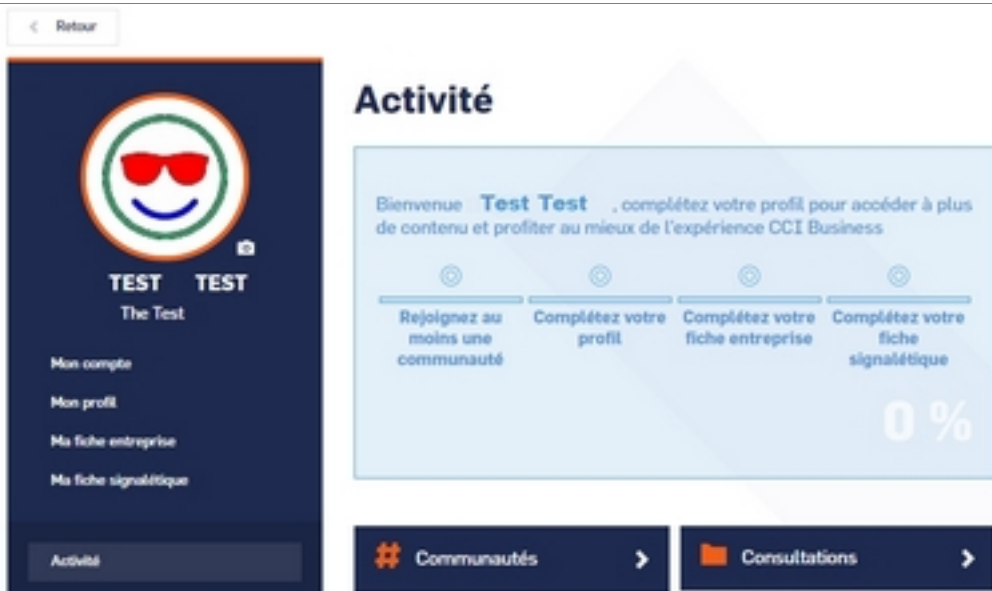 Retour
Activité
Bienvenue Test Test , complétez votre profil pour accéder à plus
de contenu et profiter au mieux de l'expérience CCI Business
Rejoignez au
moins une
communauté
Complétez votre
profil
Complétez votre
fiche entreprise
Complétez votre
fiche
signalétique
0 %
TEST TEST
The Test
Mon compte
Mon profil
Ma fiche entreprise
Ma fiche signalétique
Activité
# Communautés
Consultations